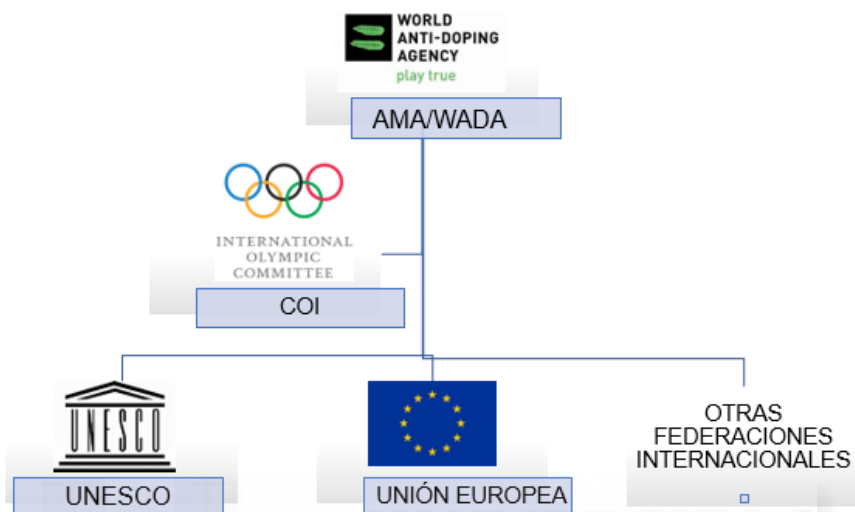 WORLD
ANTI-DOPING
AGENCY
play true
AMA/WADA
INTERNATIONAL
OLYMPIC
COMMITTEE
COI
UNESCO
UNESCO
UNIÓN EUROPEA
OTRAS
FEDERACIONES
INTERNACIONALES